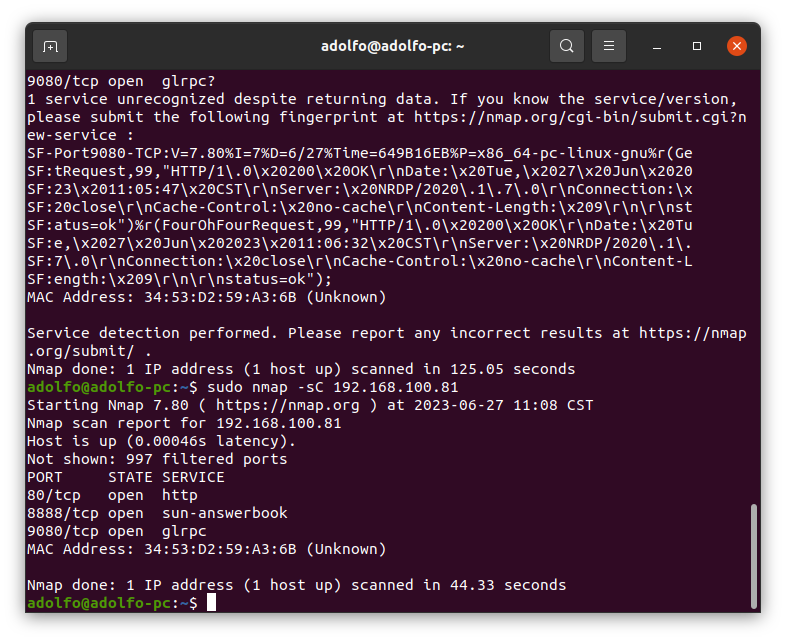 adolfo@adolfo-pc: ~
9080/tcp open  glrpc?
1 service unrecognized despite returning data. If you know the service/version,
please submit the following fingerprint at https://nmap.org/cgi-bin/submit.cgi?n
ew-service :
SF-Port9080-TCP:V=7.80%I=7%D=6/27%Time=649B16EB%P=x86_64-pc-linux-gnu%r(Ge
SF:tRequest,99,"HTTP/1\.0\x20200\x20OK\r\nDate:\x20Tue,\x2027\x20Jun\x2020
SF:23\x2011:05:47\x20CST\r\nServer:\x20NRDP/2020\.1\.7\.0\r\nConnection:\x
SF:20close\r\nCache-Control:\x20no-cache\r\nContent-Length:\x209\r\n\r\nst
SF:atus=ok")%r(FourOhFourRequest,99,"HTTP/1\.0\x20200\x20OK\r\nDate:\x20Tu
SF:e,\x2027\x20Jun\x202023\x2011:06:32\x20CST\r\nServer:\x20NRDP/2020\.1\.
SF:7\.0\r\nConnection:\x20close\r\nCache-Control:\x20no-cache\r\nContent-L
SF:ength:\x209\r\n\r\nstatus=ok");
MAC Address: 34:53:D2:59:A3:6B (Unknown)
Service detection performed. Please report any incorrect results at https://nmap
.org/submit/ .
Nmap done: 1 IP address (1 host up) scanned in 125.05 seconds
adolfo@adolfo-pc:~$ sudo nmap -sC 192.168.100.81
Starting Nmap 7.80 ( https://nmap.org ) at 2023-06-27 11:08 CST
Nmap scan report for 192.168.100.81
Host is up (0.00046s latency).
Not shown: 997 filtered ports
PORT     STATE SERVICE
80/tcp   open  http
8888/tcp open  sun-answerbook
9080/tcp open  glrpc
MAC Address: 34:53:D2:59:A3:6B (Unknown)
Nmap done: 1 IP address (1 host up) scanned in 44.33 seconds
adolfo@adolfo-pc:~$